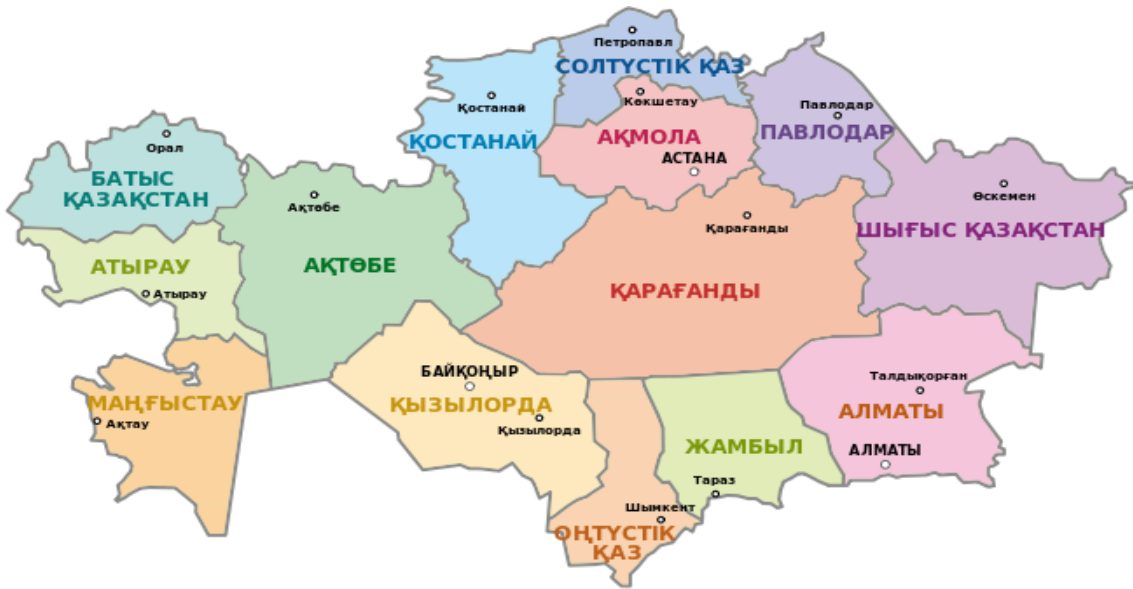 Петропавл
СОЛТҮСТІК ҚАЗ
Қостанай
Көкшетау
Павлодар
ҚОСТАНАЙ
АҚМОЛА
ПАВЛОДАР
Орал
АСТАНА
БАТЫС
ҚАЗАҚСТАН
Ақтөбе
Өскемен
Қарағанды
ШЫҒЫС ҚАЗАҚСТАН
АТЫРАУ
АҚТӨБЕ
Атырау
ҚАРАҒАНДЫ
БАЙҚОҢЫР
Талдықорған
МАҢҒЫСТАУ
ҚЫЗЫЛОРДА
АЛМАТЫ
Ақтау
Қызылорда
ЖАМБЫЛ
АЛМАТЫ
Тараз
Шымкент
ОҢТҮСТІК
ҚАЗ